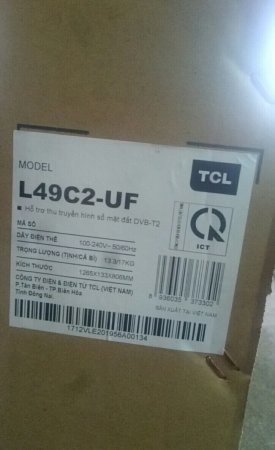 MODEL
TCL
L49C2-UF
Hỗ trợ thu truyền hình số mặt đất DVB-T2
MÃ SỐ
DÃY ĐIỆN THẾ 100-240V~50/60Hz
TRỌNG LƯỢNG (TỊNH/CẢ BÌ) 13.3/17KG
KÍCH THƯỚC 1265X133X806MM
CÔNG TY ĐIỆN & ĐIỆN TỬ TCL (VIỆT NAM)
P.Tân Biên - TP Biên Hòa
Tỉnh Đồng Nai
ICT
8 936035 373302
SẢN XUẤT TẠI VIỆT NAM
1712VLE201956A00134